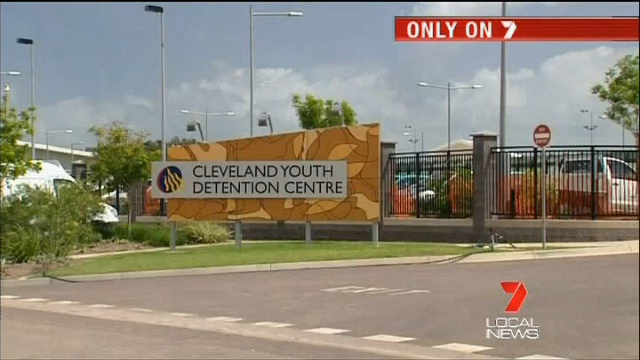 ONLY ON 7
CLEVELAND YOUTH
DETENTION CENTRE
7
LOCAL
NEWS